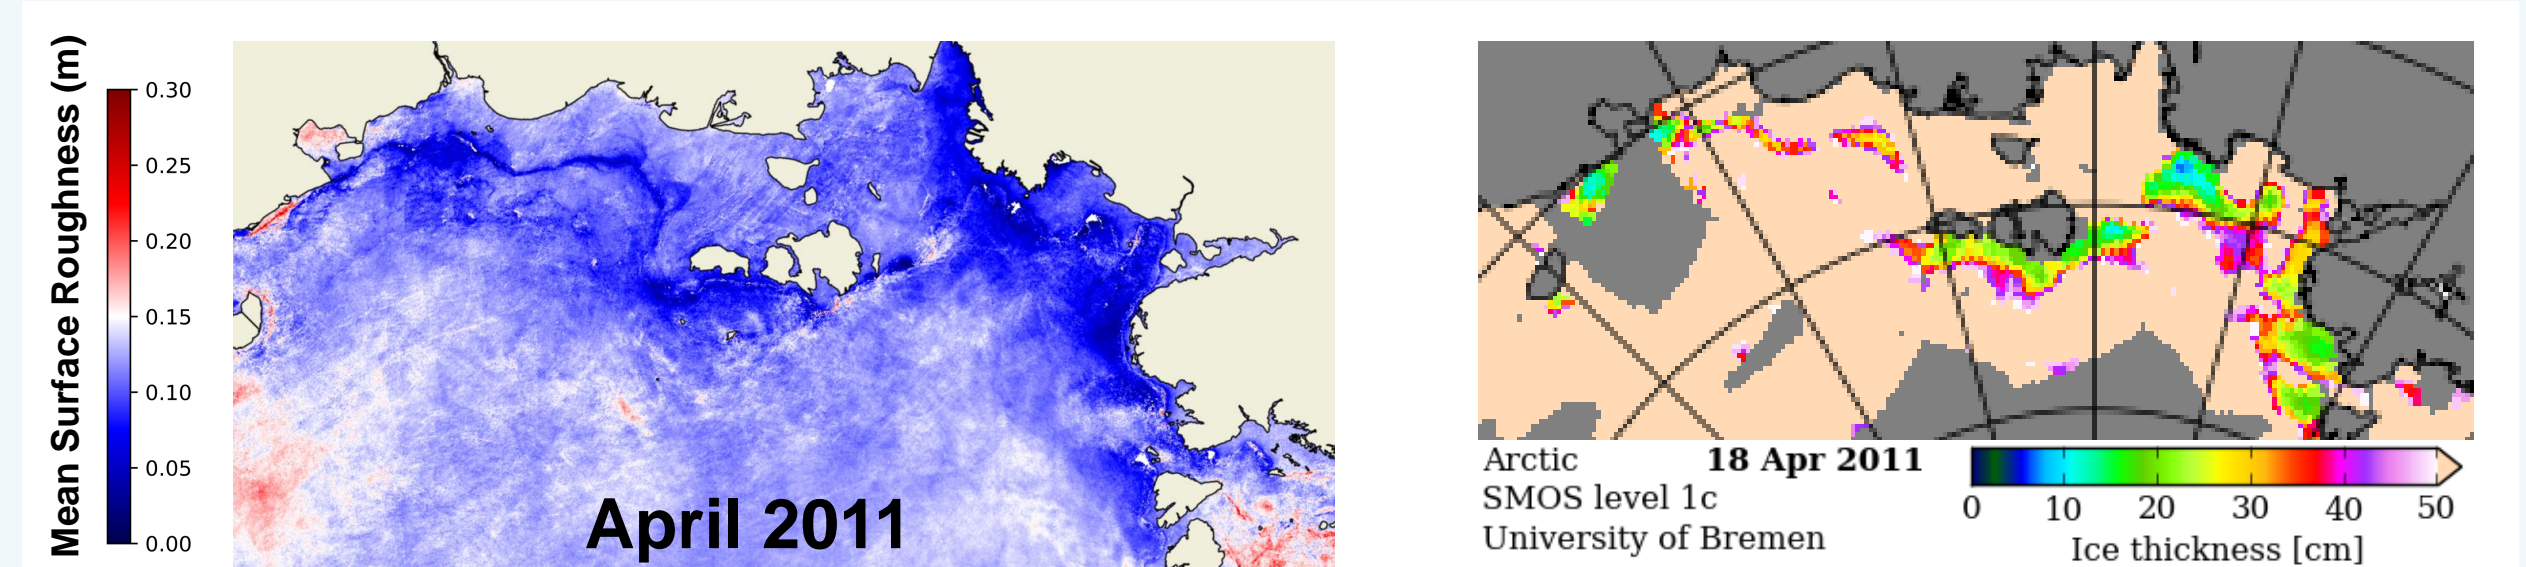 Mean Surface Roughness (m)
0.30
0.25
0.20
0.15
0.10
0.05
0.00
April 2011
Arctic
18 Apr 2011
SMOS level 1c
University of Bremen
0 10 20 30 40 50
Ice thickness [cm]